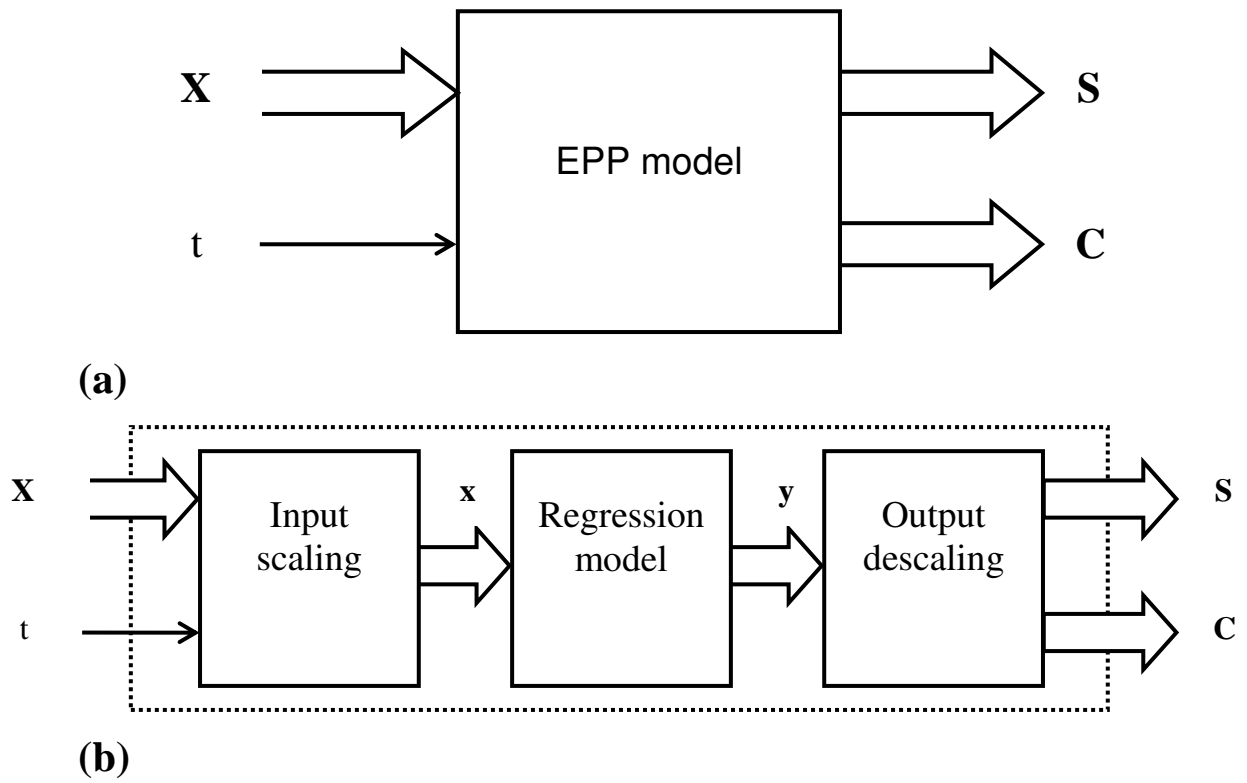 X
S
EPP model
t
C
(a)
X
x
y
S
Input
scaling
Regression
model
Output
descaling
t
C
(b)